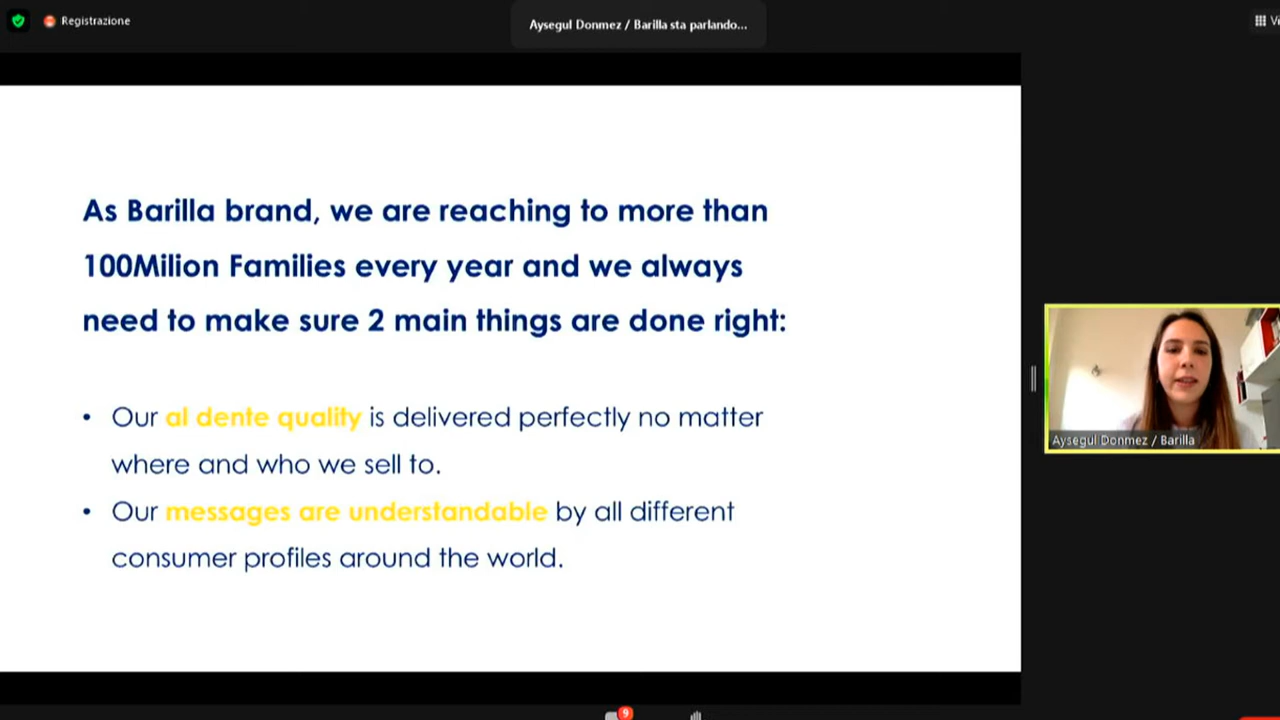 Registrazione
Aysegul Donmez / Barilla sta parlando...
As Barilla brand, we are reaching to more than
100Milion Families every year and we always
need to make sure 2 main things are done right:
• Our al dente quality is delivered perfectly no matter
where and who we sell to.
• Our messages are understandable by all different
consumer profiles around the world.
Aysegul Donmez / Barilla
9